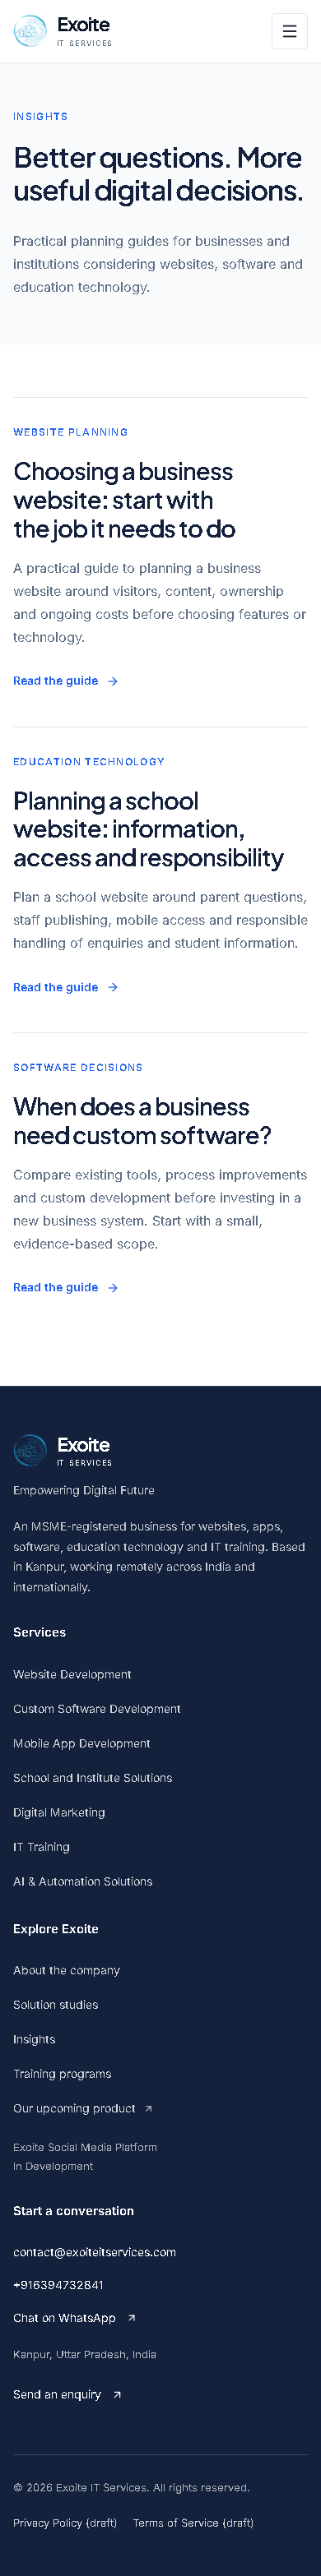 Exoite
IT SERVICES
INSIGHTS
Better questions. More
useful digital decisions.
Practical planning guides for businesses and
institutions considering websites, software and
education technology.
WEBSITE PLANNING
Choosing a business
website: start with
the job it needs to do
A practical guide to planning a business
website around visitors, content, ownership
and ongoing costs before choosing features or
technology.
Read the guide →
EDUCATION TECHNOLOGY
Planning a school
website: information,
access and responsibility
Plan a school website around parent questions,
staff publishing, mobile access and responsible
handling of enquiries and student information.
Read the guide →
SOFTWARE DECISIONS
When does a business
need custom software?
Compare existing tools, process improvements
and custom development before investing in a
new business system. Start with a small,
evidence-based scope.
Read the guide →
Exoite
IT SERVICES
Empowering Digital Future
An MSME-registered business for websites, apps,
software, education technology and IT training. Based
in Kanpur, working remotely across India and
internationally.
Services
Website Development
Custom Software Development
Mobile App Development
School and Institute Solutions
Digital Marketing
IT Training
AI & Automation Solutions
Explore Exoite
About the company
Solution studies
Insights
Training programs
Our upcoming product ↗
Exoite Social Media Platform
In Development
Start a conversation
contact@exoiteitservices.com
+916394732841
Chat on WhatsApp ↗
Kanpur, Uttar Pradesh, India
Send an enquiry ↗
© 2026 Exoite IT Services. All rights reserved.
Privacy Policy (draft) Terms of Service (draft)